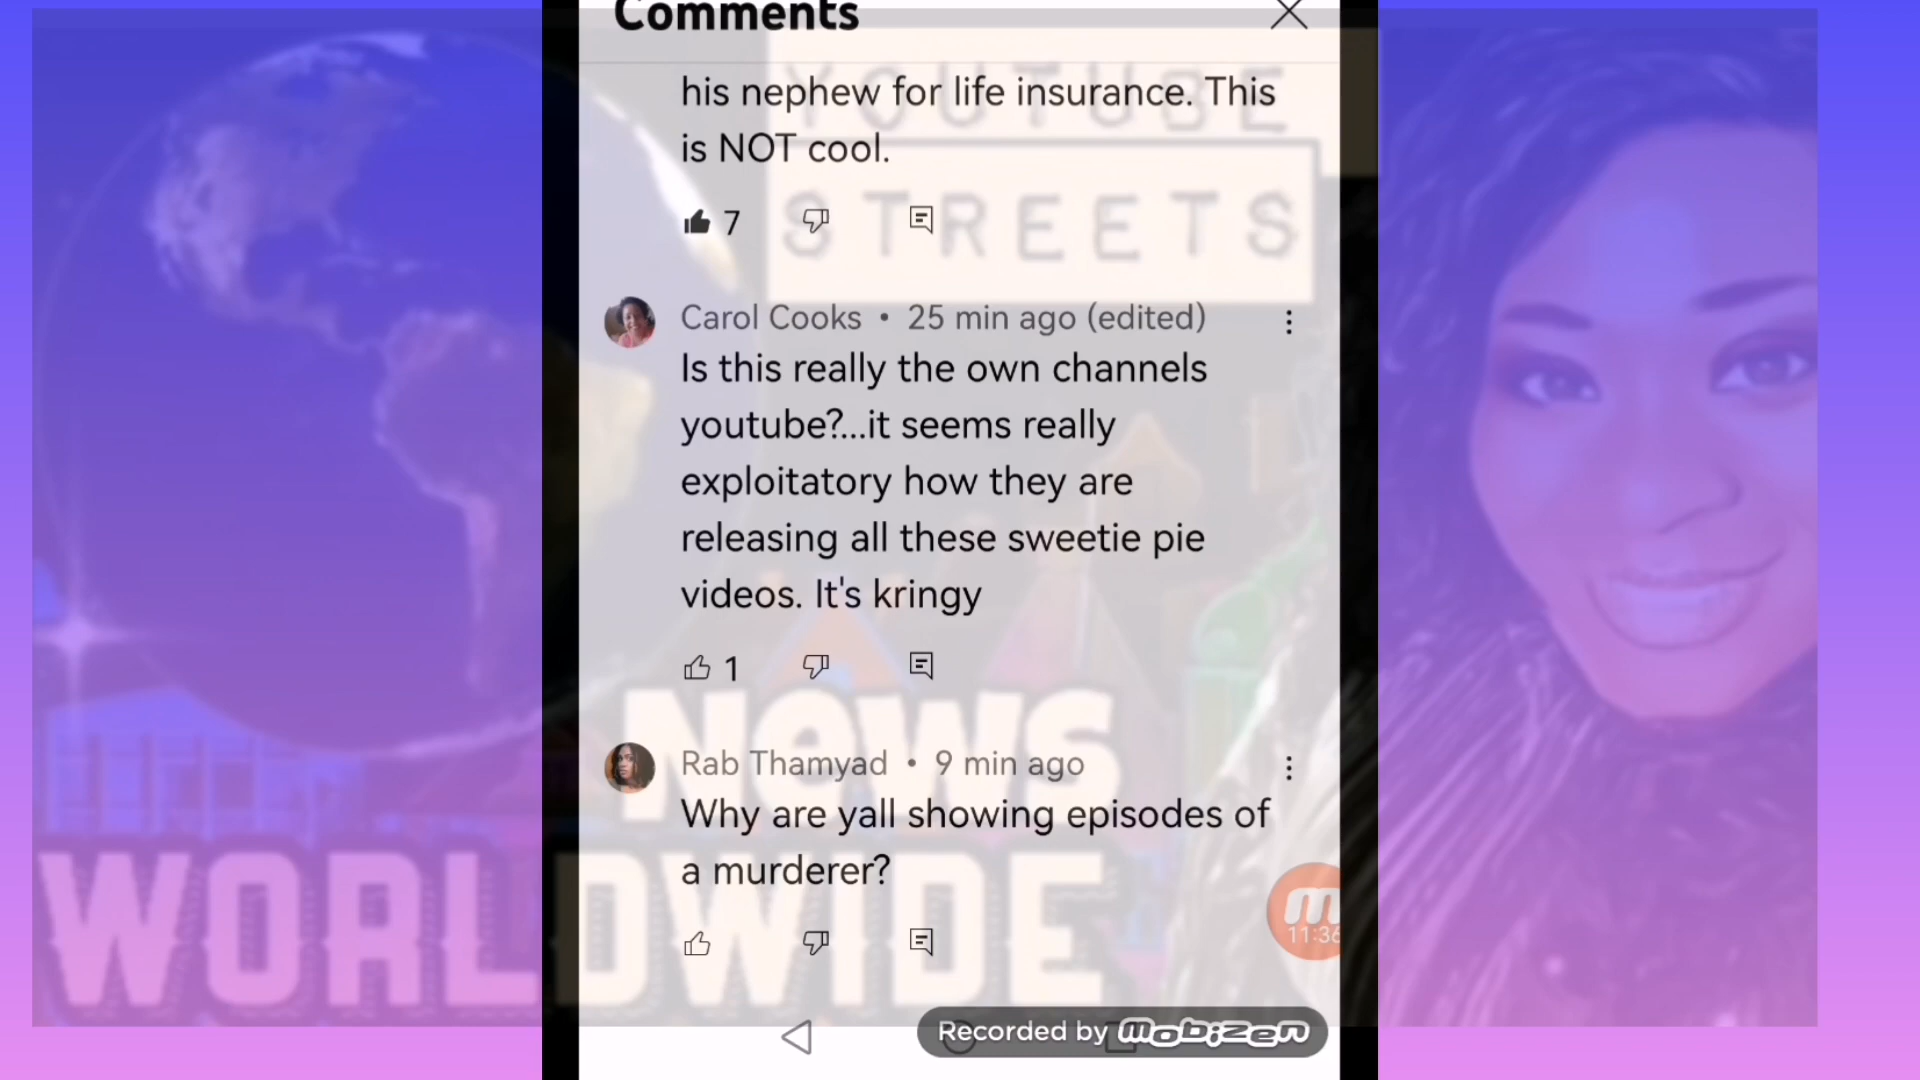 Comments
YOUTUBE
his nephew for life insurance. This
is NOT cool.
STREETS
7
Carol Cooks • 25 min ago (edited)
Is this really the own channels
youtube?...it seems really
exploitatory how they are
releasing all these sweetie pie
videos. It's kringy
1
NeWS
Rab Thamyad • 9 min ago
Why are yall showing episodes of
a murderer?
WORLDWIDE
11:36
Recorded by mobizen